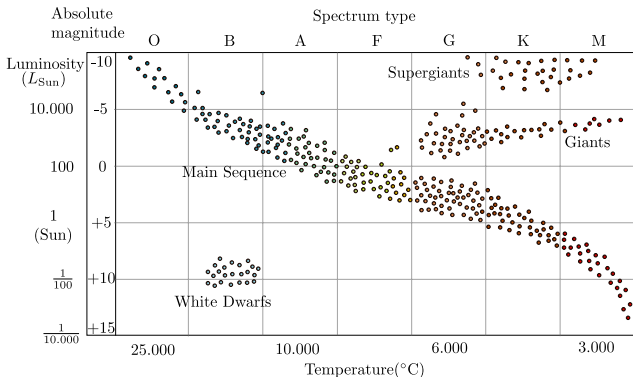 Absolute
magnitude
Spectrum type
O B A F G K M
Luminosity
(L_Sun)
-10
Supergiants
10.000
-5
Giants
100
0
Main Sequence
1
(Sun)
+5
1/100
+10
White Dwarfs
1/10.000
+15
25.000 10.000 6.000 3.000
Temperature(°C)